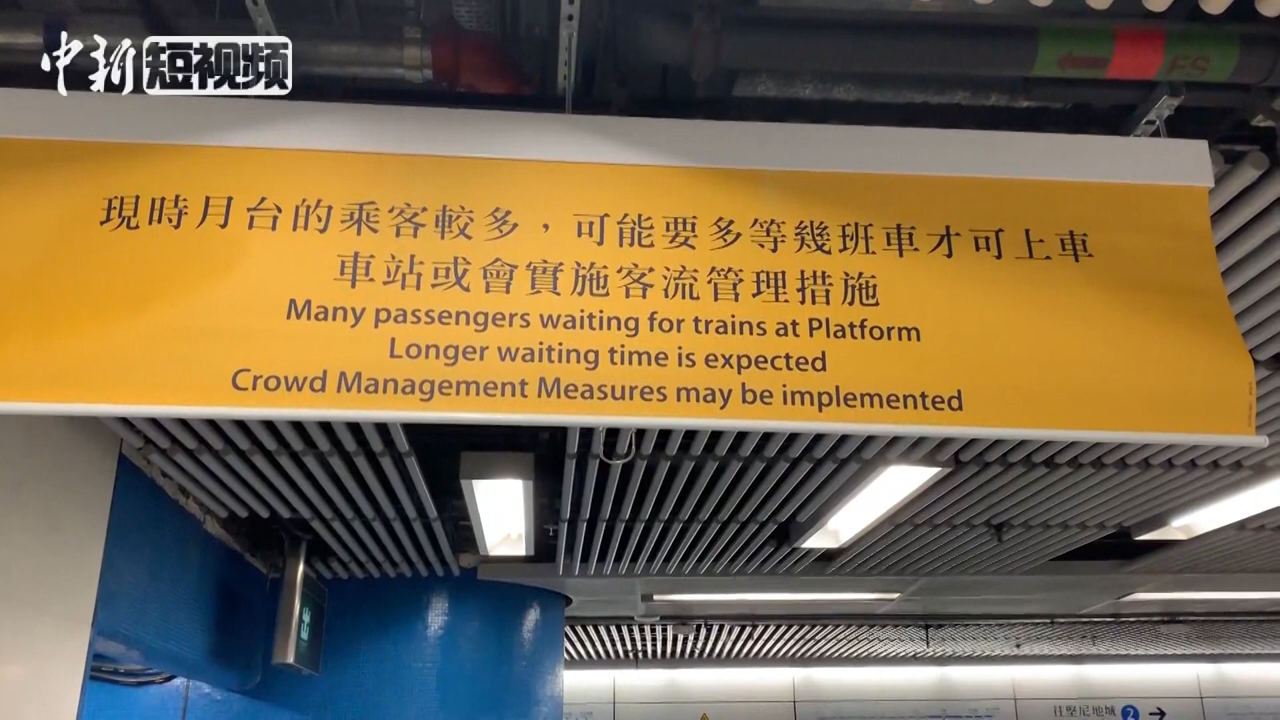 中新短视频
FS
現時月台的乘客較多，可能要多等幾班車才可上車
車站或會實施客流管理措施
Many passengers waiting for trains at Platform
Longer waiting time is expected
Crowd Management Measures may be implemented
往堅尼地城 2